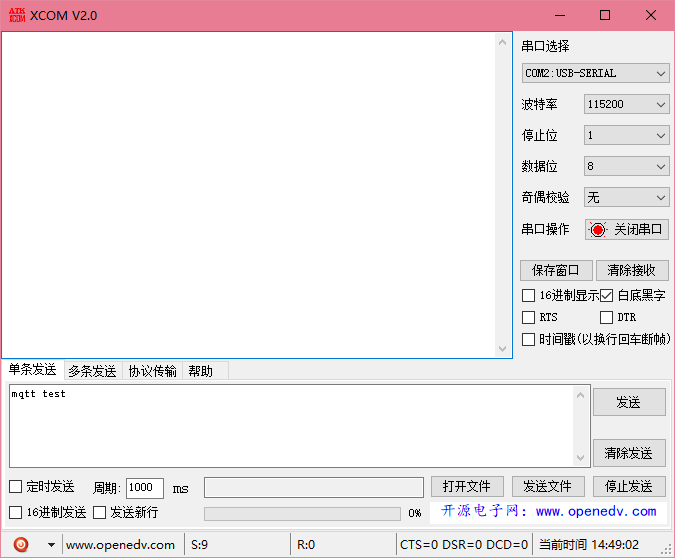 ATK XCOM XCOM V2.0
串口选择
COM2:USB-SERIAL
波特率 115200
停止位 1
数据位 8
奇偶校验 无
串口操作 关闭串口
保存窗口 清除接收
16进制显示 白底黑字
RTS DTR
时间戳(以换行回车断帧)
单条发送 多条发送 协议传输 帮助
mqtt test
发送
清除发送
定时发送 周期: 1000 ms 打开文件 发送文件 停止发送
16进制发送 发送新行 0% 开源电子网：www.openedv.com
www.openedv.com S:9 R:0 CTS=0 DSR=0 DCD=0 当前时间 14:49:02